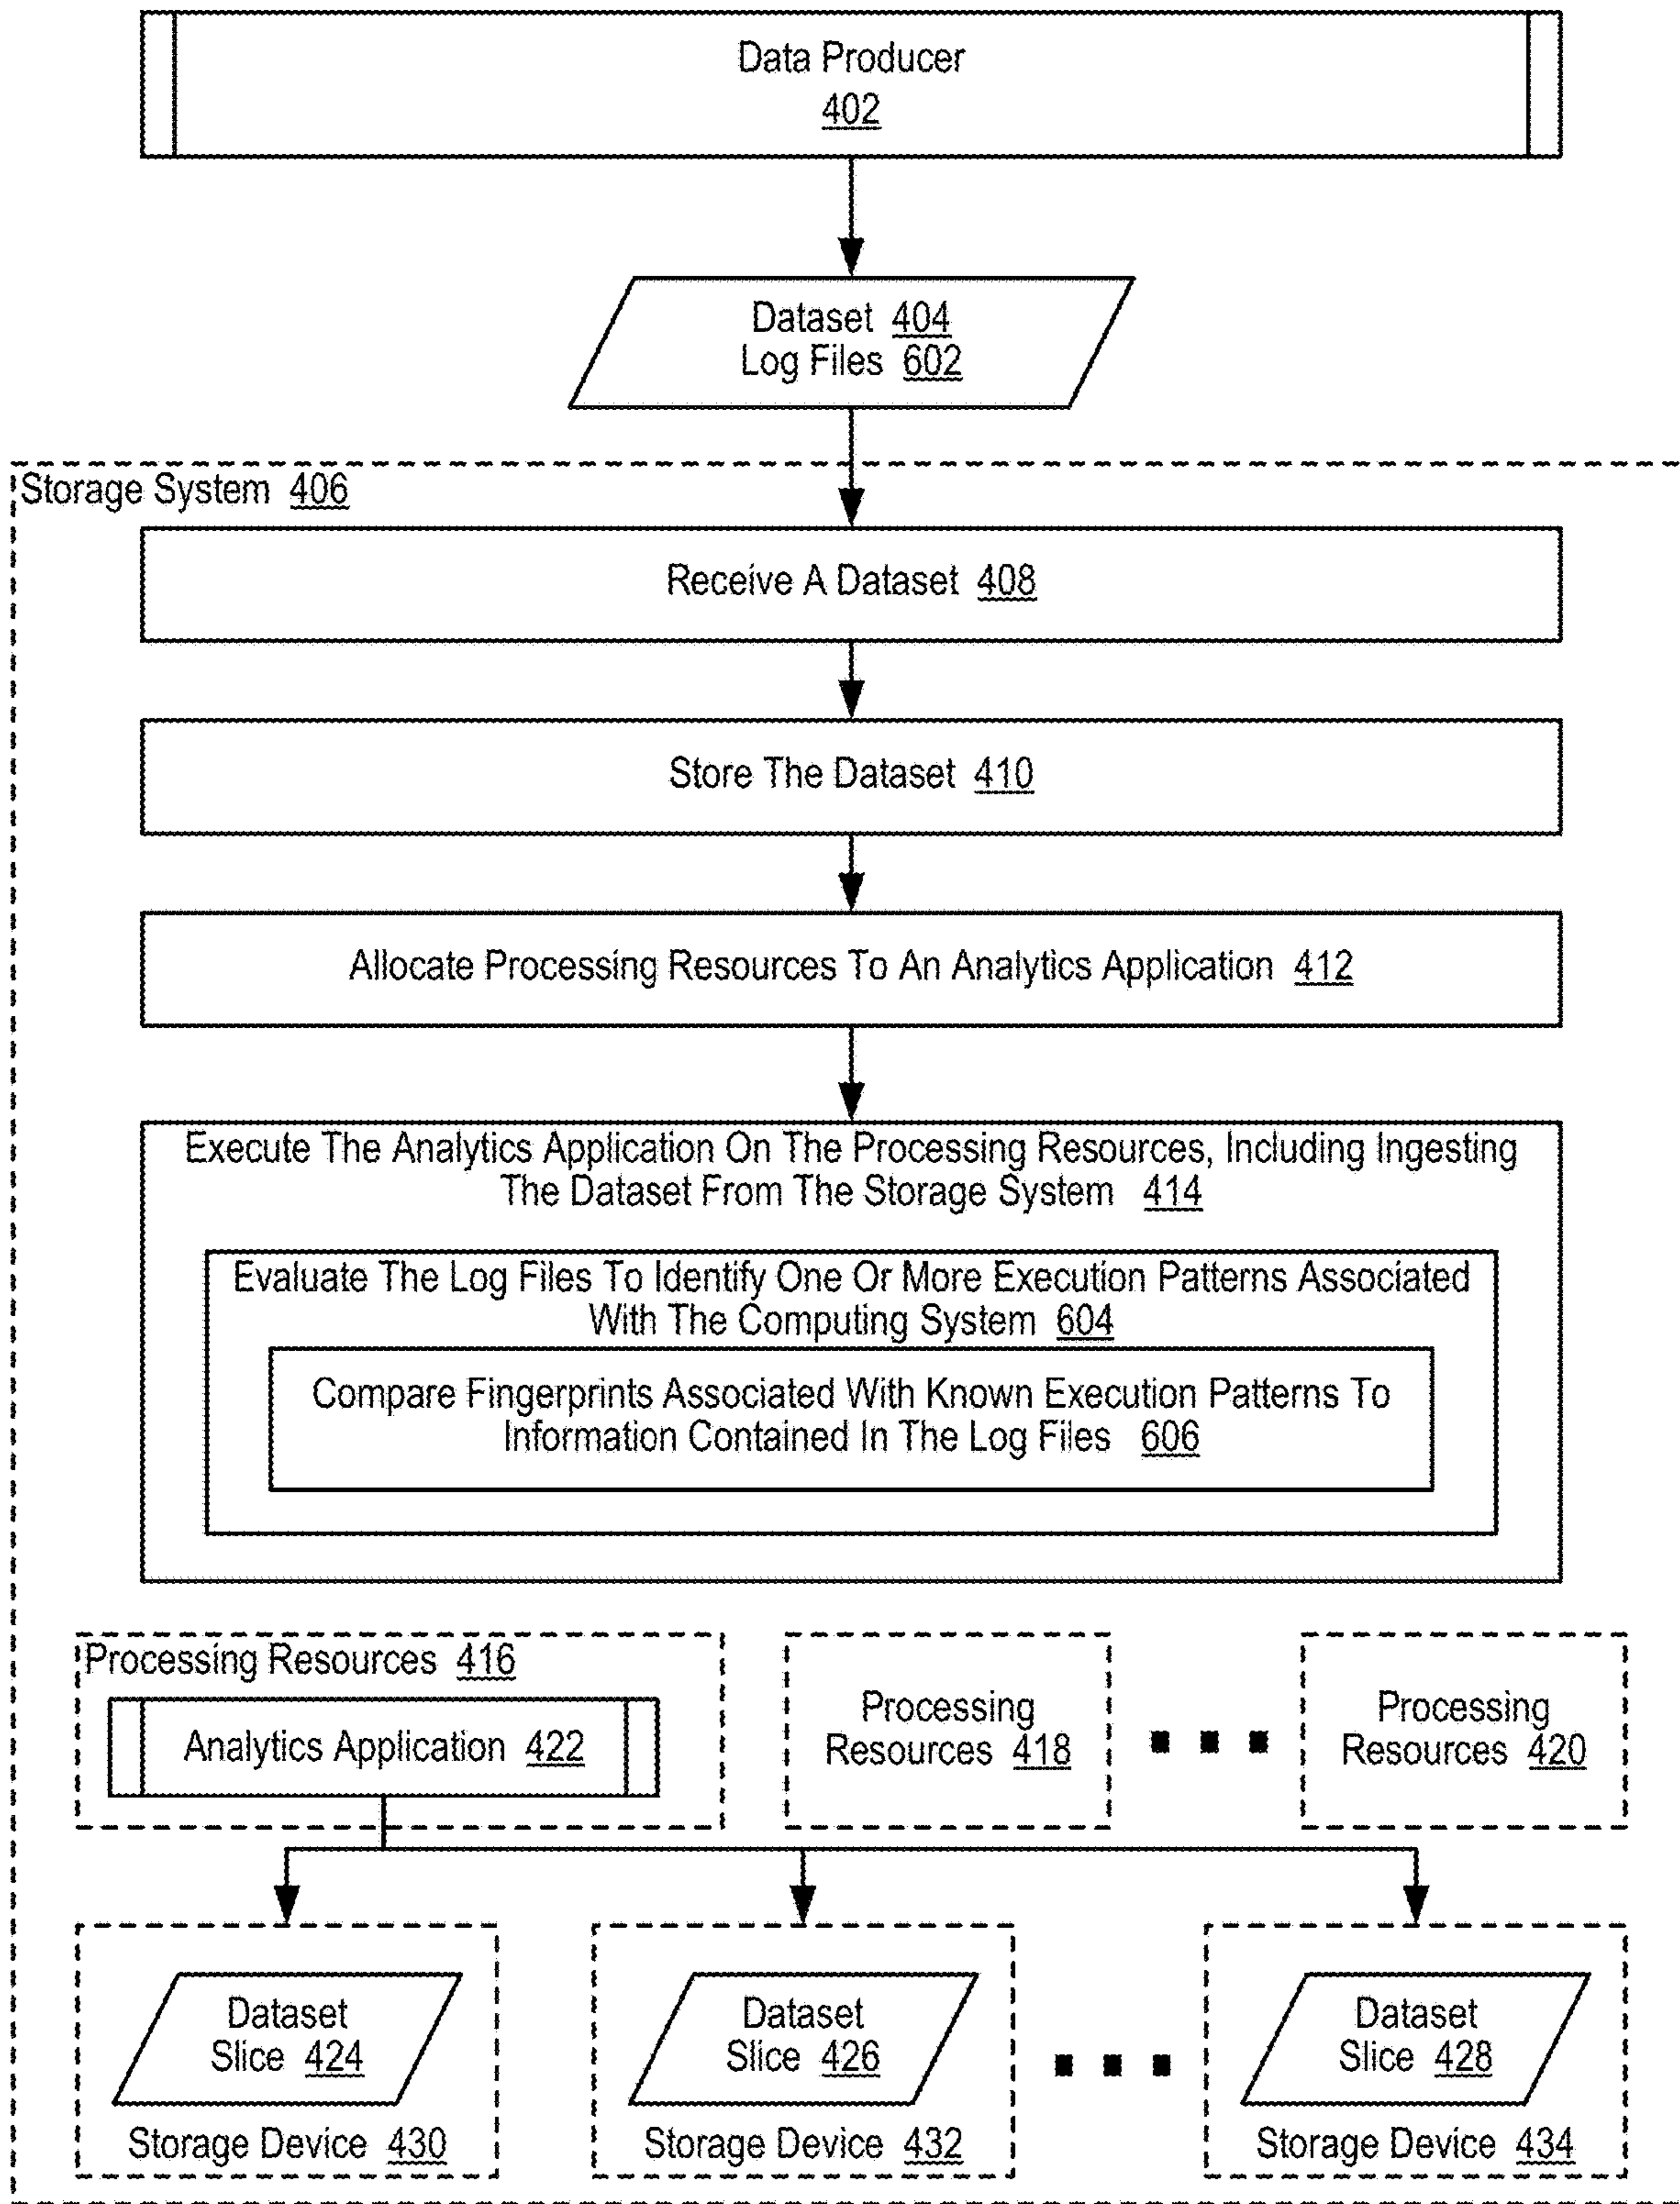 Data Producer
402
Dataset 404
Log Files 602
Storage System 406
Receive A Dataset 408
Store The Dataset 410
Allocate Processing Resources To An Analytics Application 412
Execute The Analytics Application On The Processing Resources, Including Ingesting
The Dataset From The Storage System 414
Evaluate The Log Files To Identify One Or More Execution Patterns Associated
With The Computing System 604
Compare Fingerprints Associated With Known Execution Patterns To
Information Contained In The Log Files 606
Processing Resources 416
Analytics Application 422
Processing
Resources 418
Processing
Resources 420
Dataset
Slice 424
Storage Device 430
Dataset
Slice 426
Storage Device 432
Dataset
Slice 428
Storage Device 434